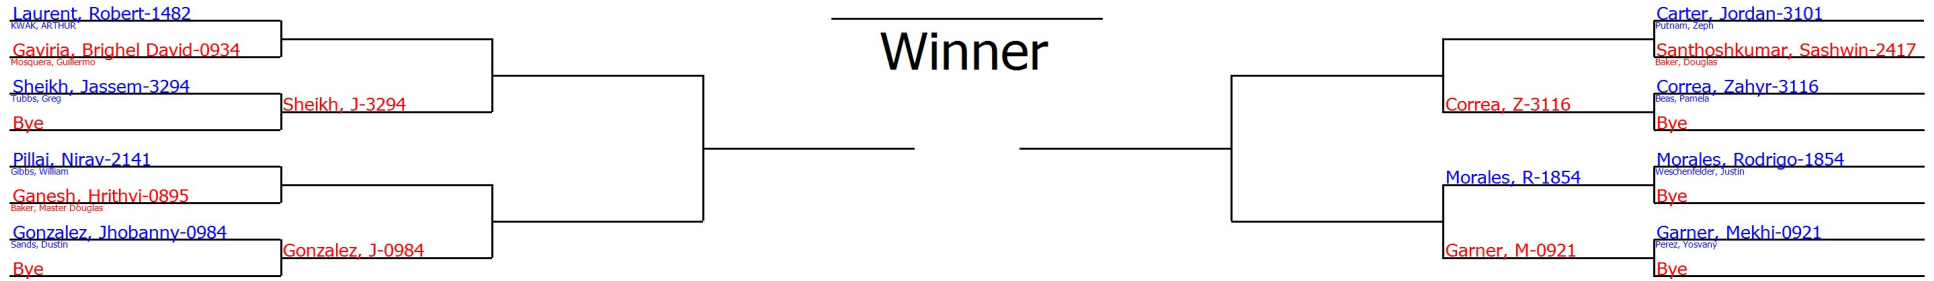 Laurent, Robert-1482
KWAK, ARTHUR
Gaviria, Brighel David-0934
Mosquera, Guillermo
Sheikh, Jassem-3294
Tubbs, Greg
Bye
Sheikh, J-3294
Pillai, Nirav-2141
Gibbs, William
Ganesh, Hrithvi-0895
Baker, Master Douglas
Gonzalez, Jhobanny-0984
Sands, Dustin
Bye
Gonzalez, J-0984
Winner
Carter, Jordan-3101
Putnam, Zeph
Santhoshkumar, Sashwin-2417
Baker, Douglas
Correa, Zahyr-3116
Beas, Pamela
Bye
Correa, Z-3116
Morales, Rodrigo-1854
Weschenfelder, Justin
Bye
Morales, R-1854
Garner, Mekhi-0921
Perez, Yosvany
Bye
Garner, M-0921